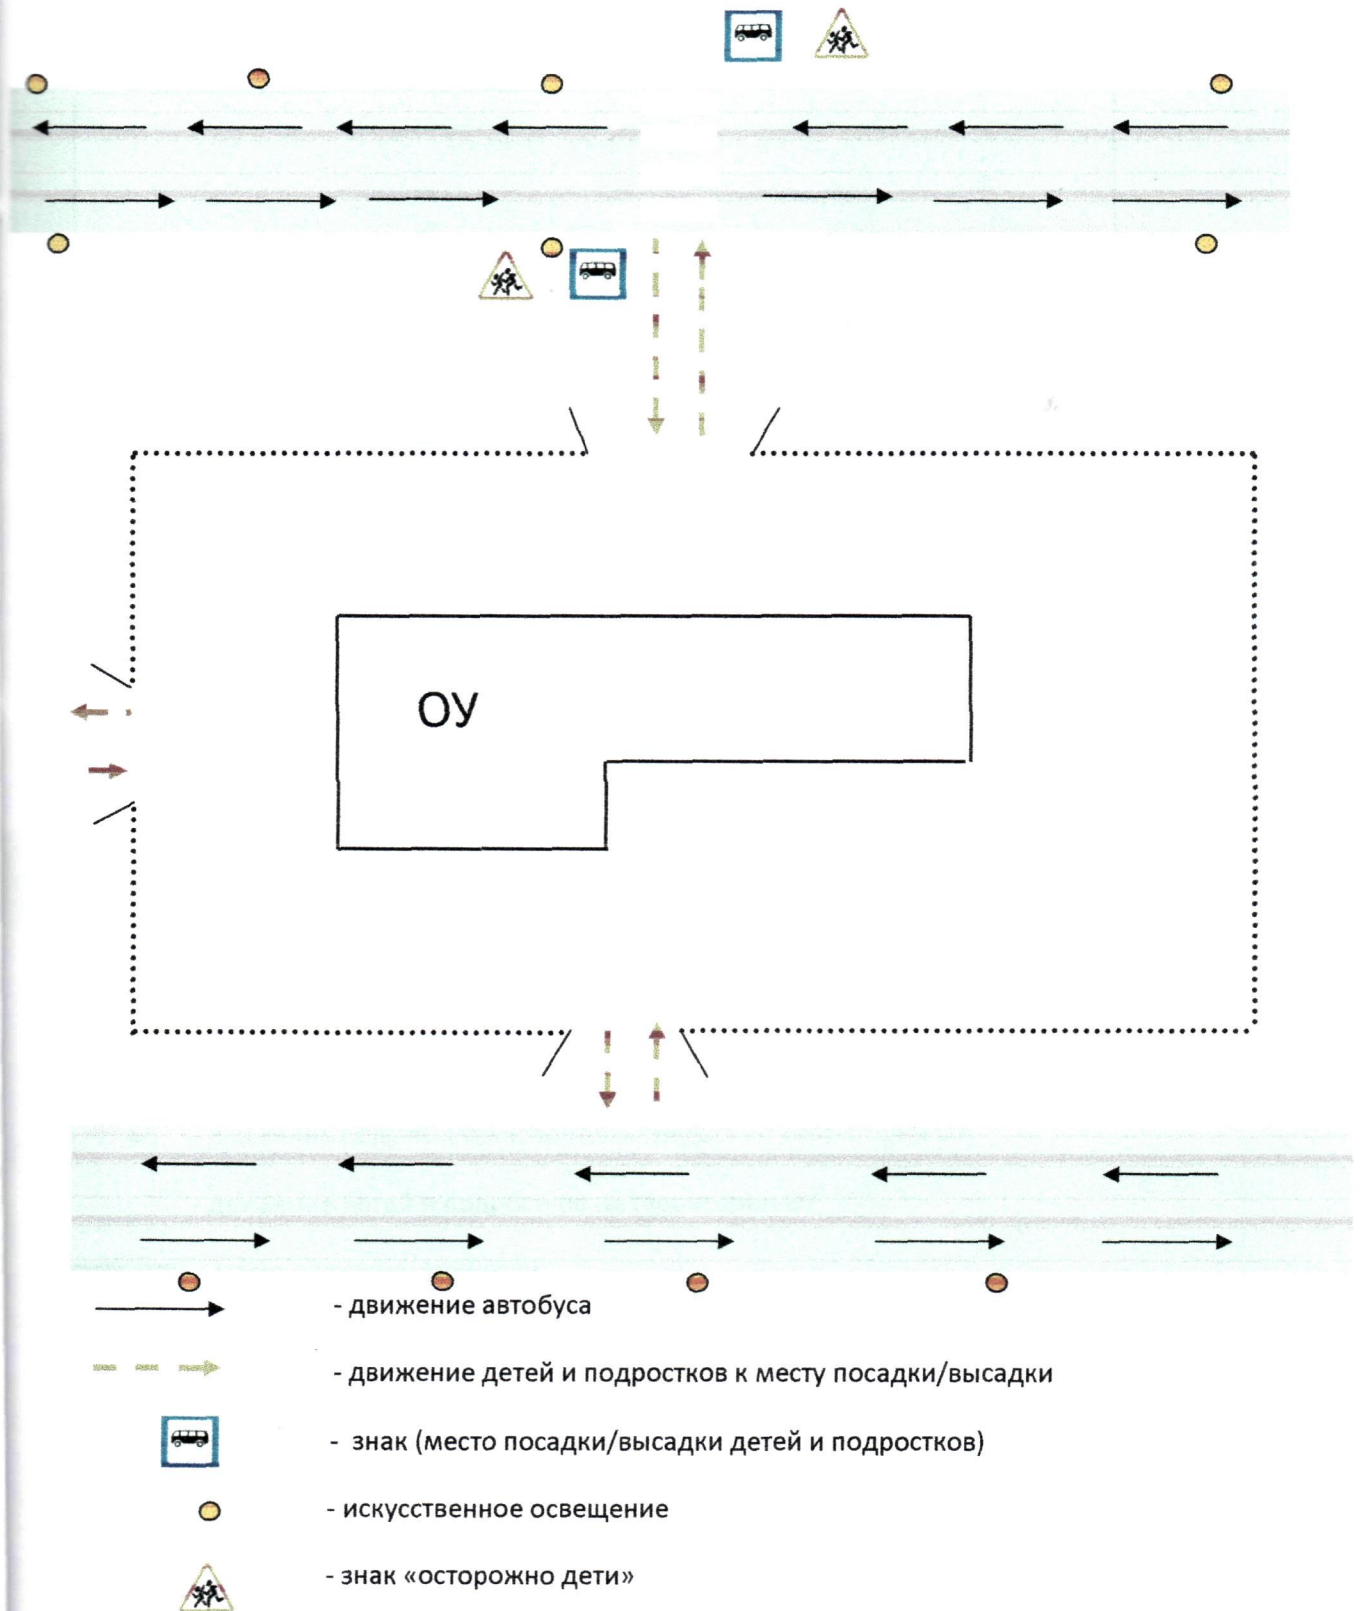 ОУ
- движение автобуса
- движение детей и подростков к месту посадки/высадки
- знак (место посадки/высадки детей и подростков)
- искусственное освещение
- знак «осторожно дети»